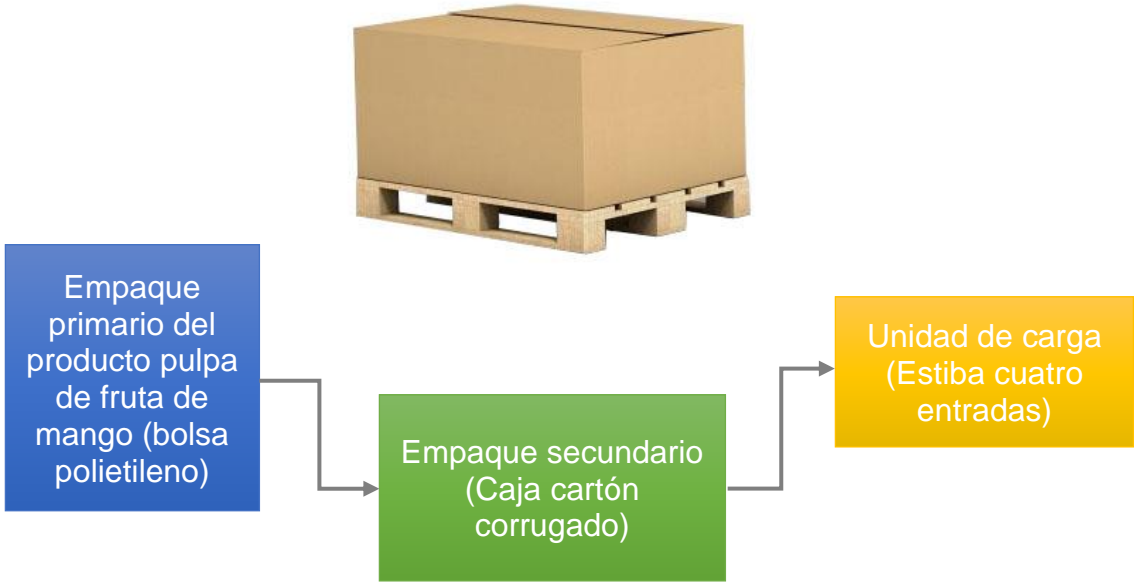 Empaque
primario del
producto pulpa
de fruta de
mango (bolsa
polietileno)
Empaque secundario
(Caja cartón
corrugado)
Unidad de carga
(Estiba cuatro
entradas)